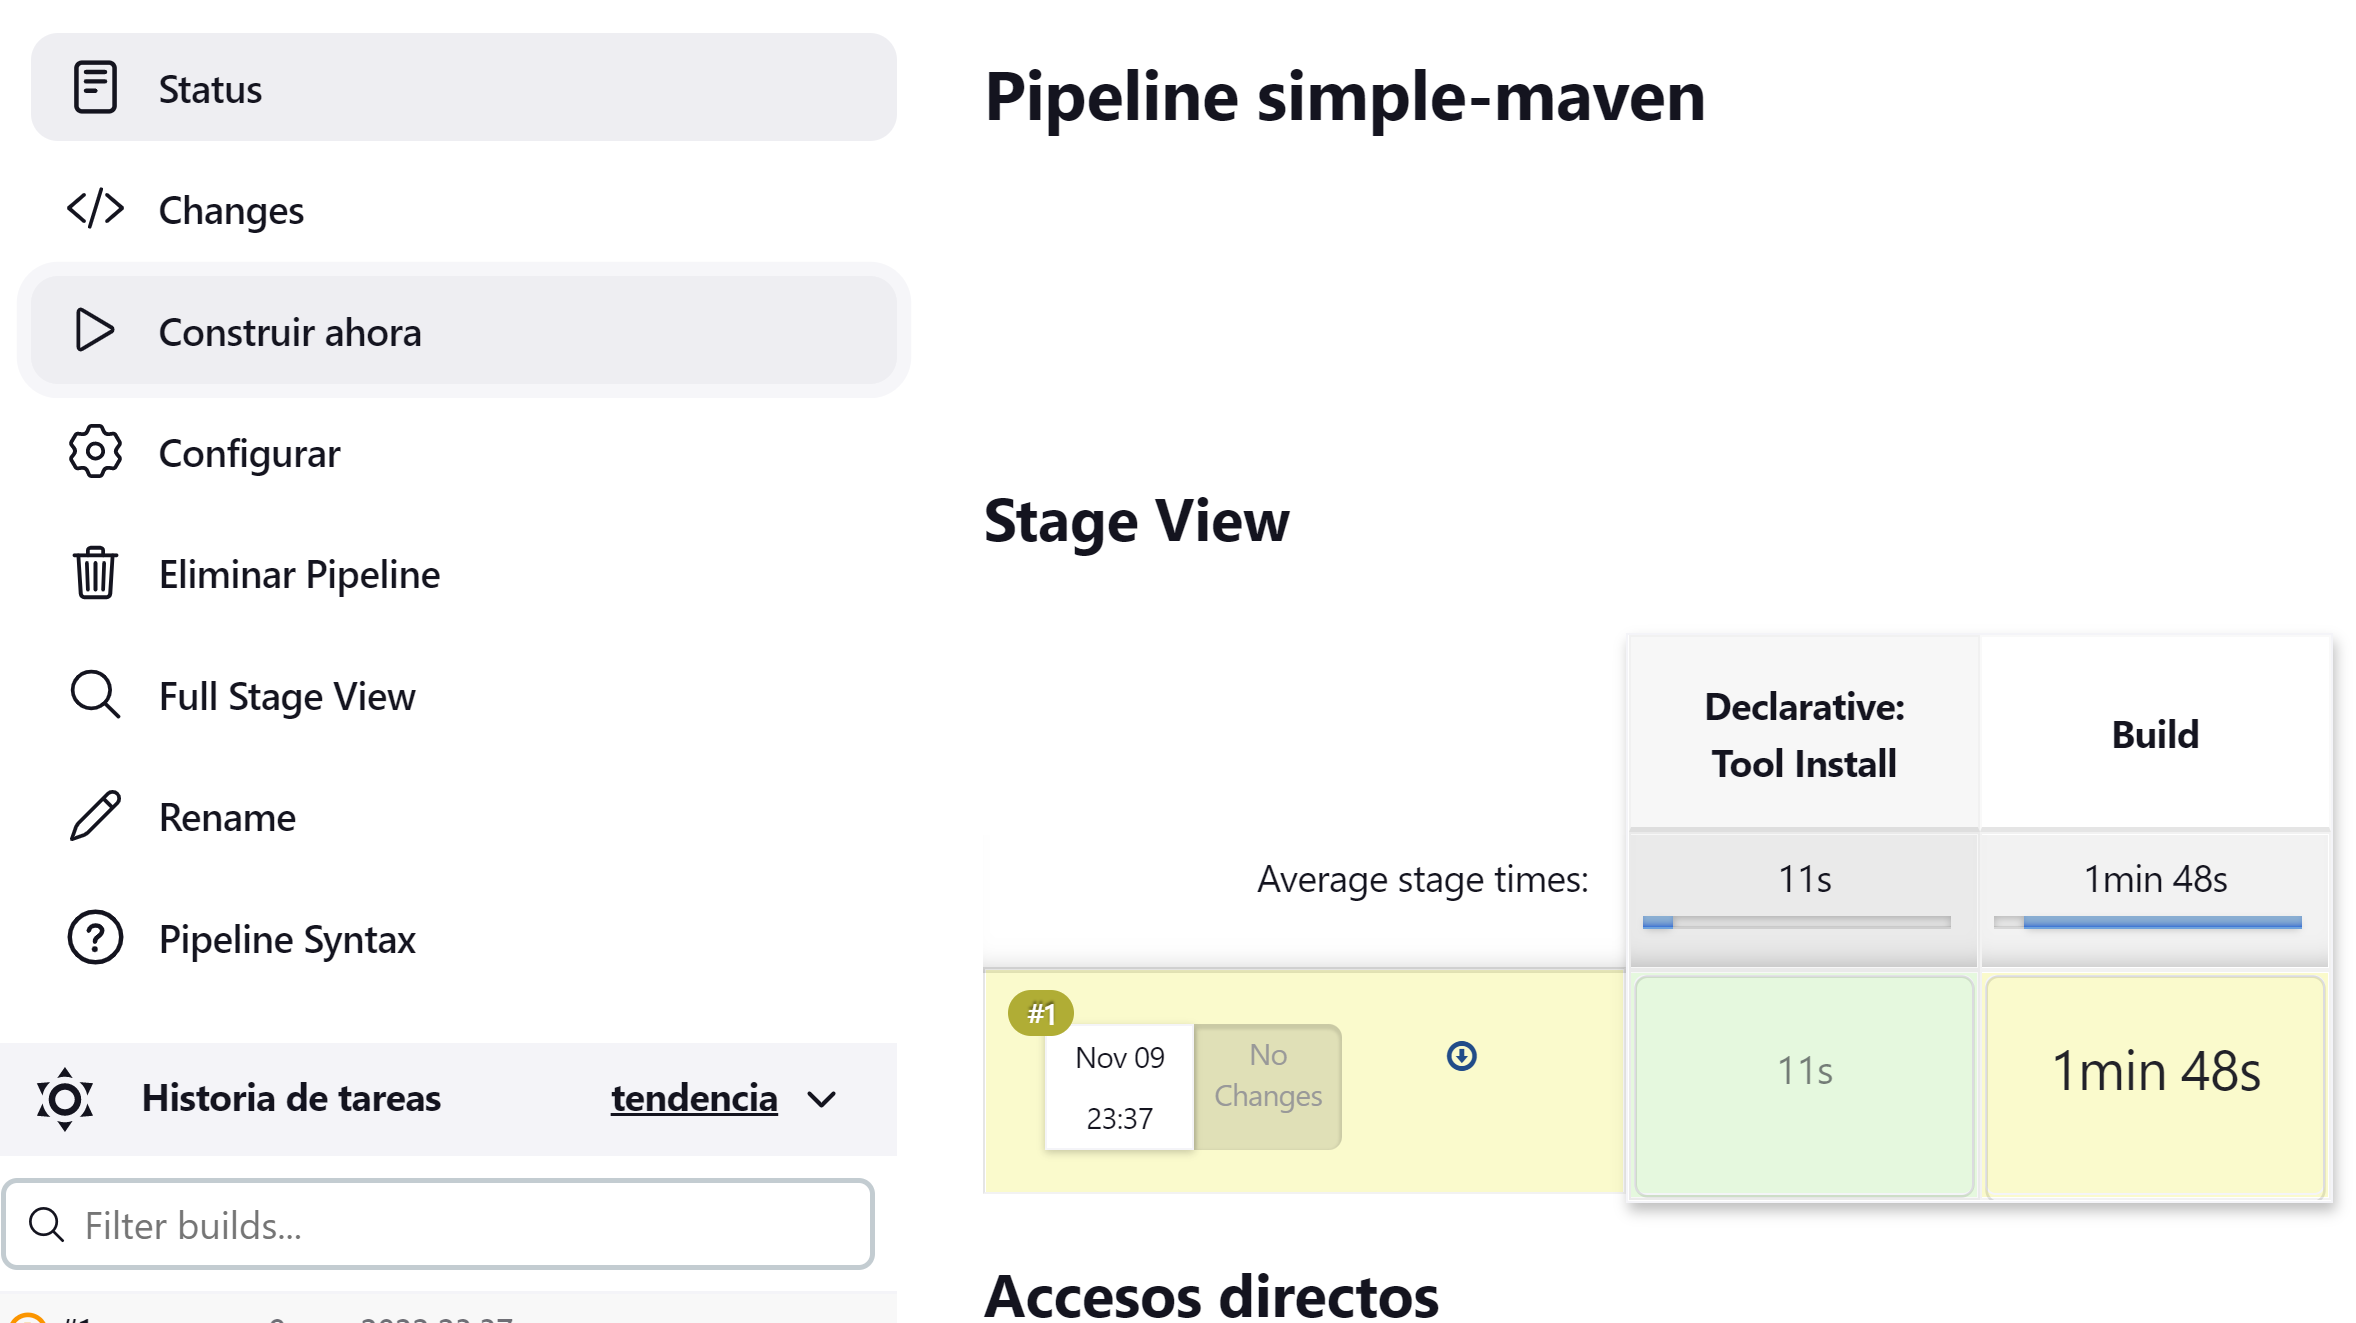 Status
Changes
Construir ahora
Configurar
Eliminar Pipeline
Full Stage View
Rename
Pipeline Syntax
Historia de tareas tendencia
Filter builds...
#1
Pipeline simple-maven
Stage View
Declarative:
Tool Install
Build
Average stage times:
11s
1min 48s
#1
Nov 09
23:37
No
Changes
11s
1min 48s
Accesos directos